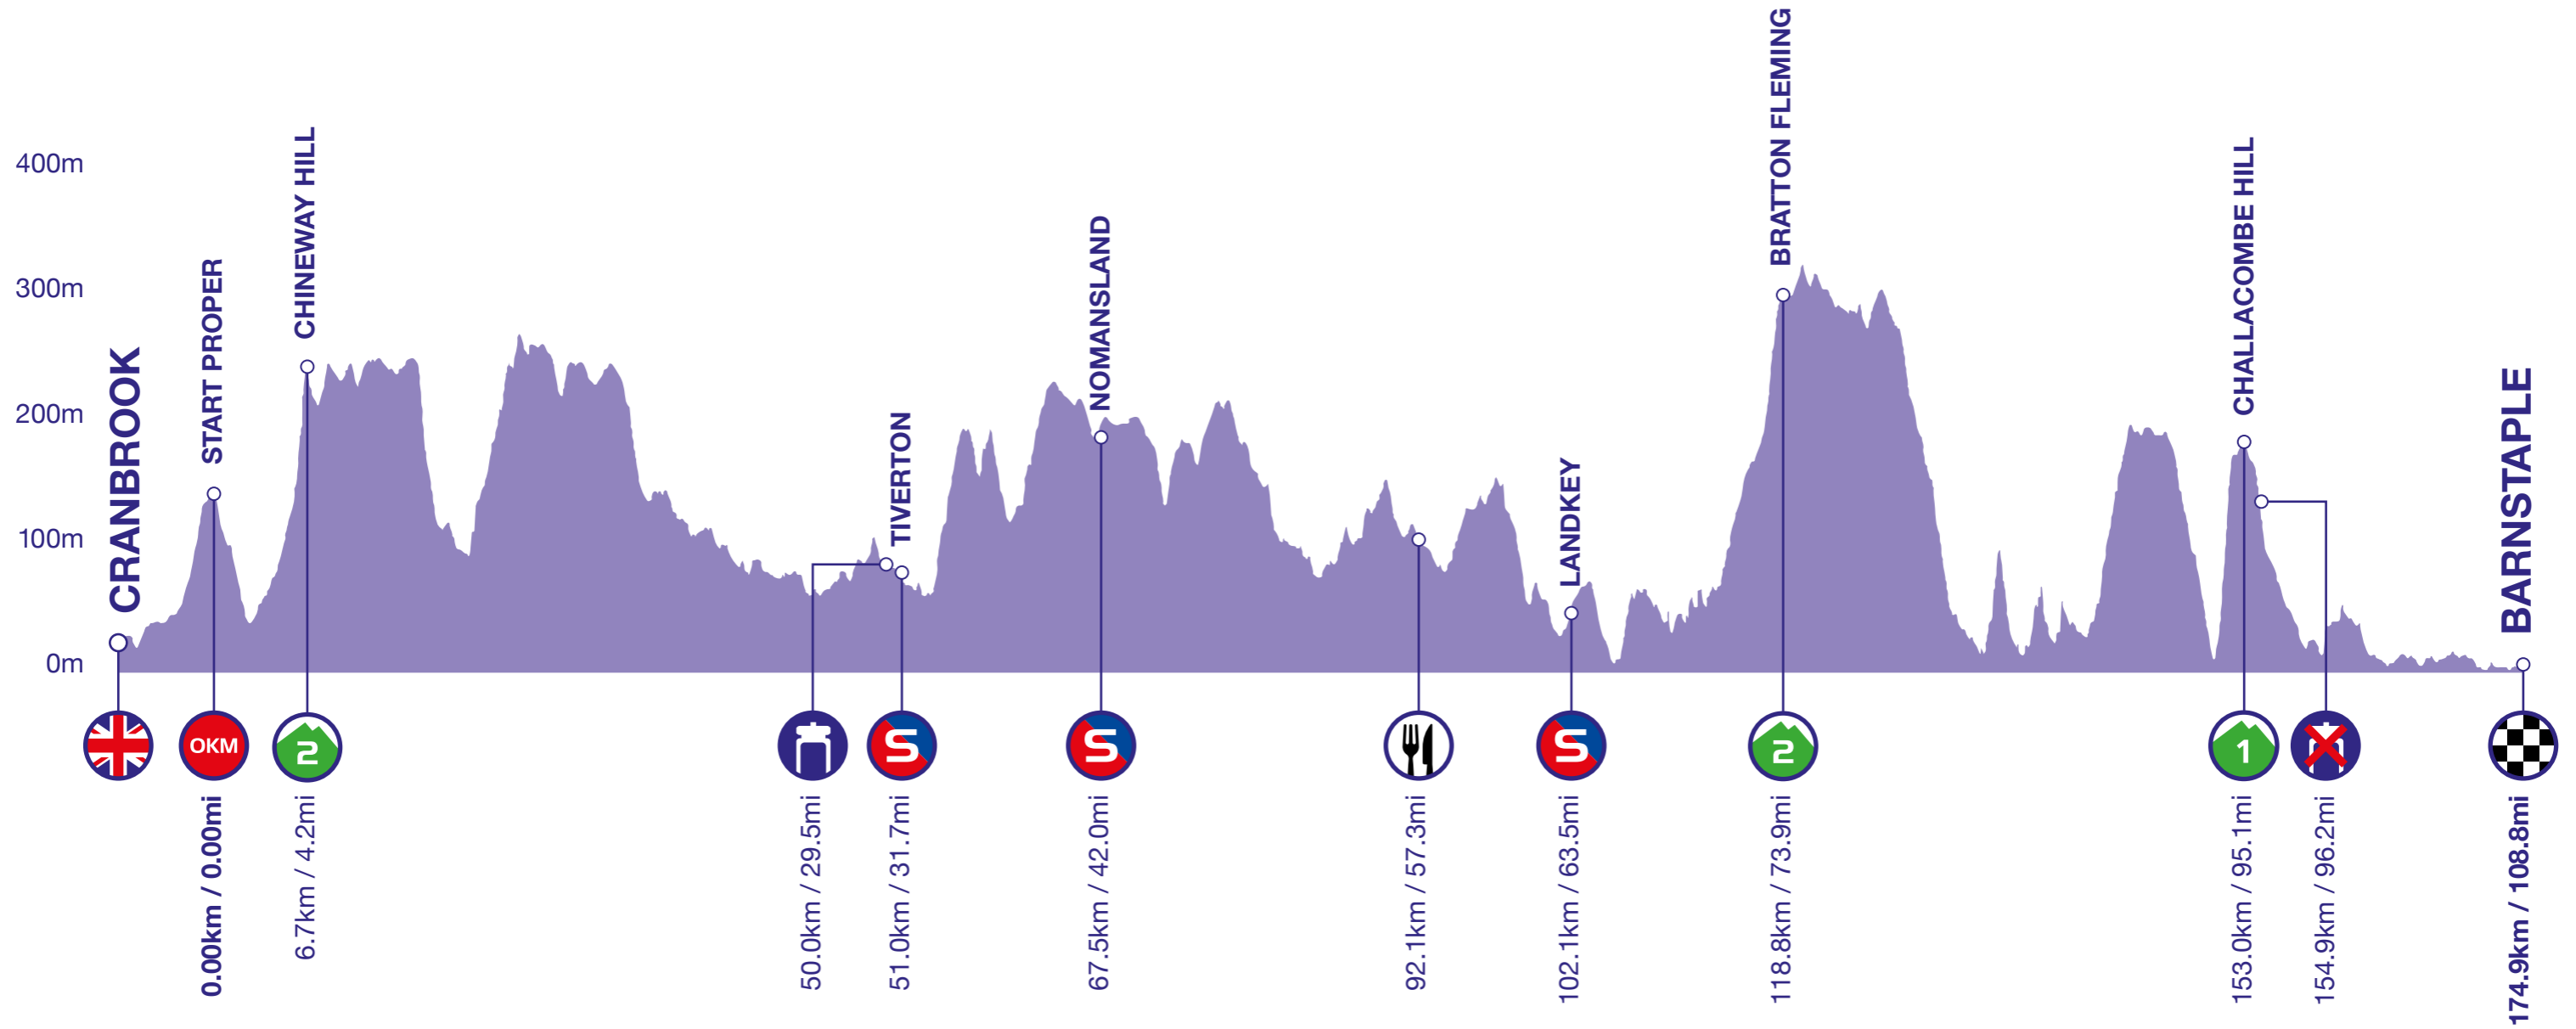 400m
300m
200m
100m
0m
CRANBROOK
START PROPER
CHINEWAY HILL
TIVERTON
NOMANSLAND
LANDKEY
BRATTON FLEMING
CHALLACOMBE HILL
BARNSTAPLE
0KM
2
S
S
S
2
1
0.00km / 0.00mi
6.7km / 4.2mi
50.0km / 29.5mi
51.0km / 31.7mi
67.5km / 42.0mi
92.1km / 57.3mi
102.1km / 63.5mi
118.8km / 73.9mi
153.0km / 95.1mi
154.9km / 96.2mi
174.9km / 108.8mi